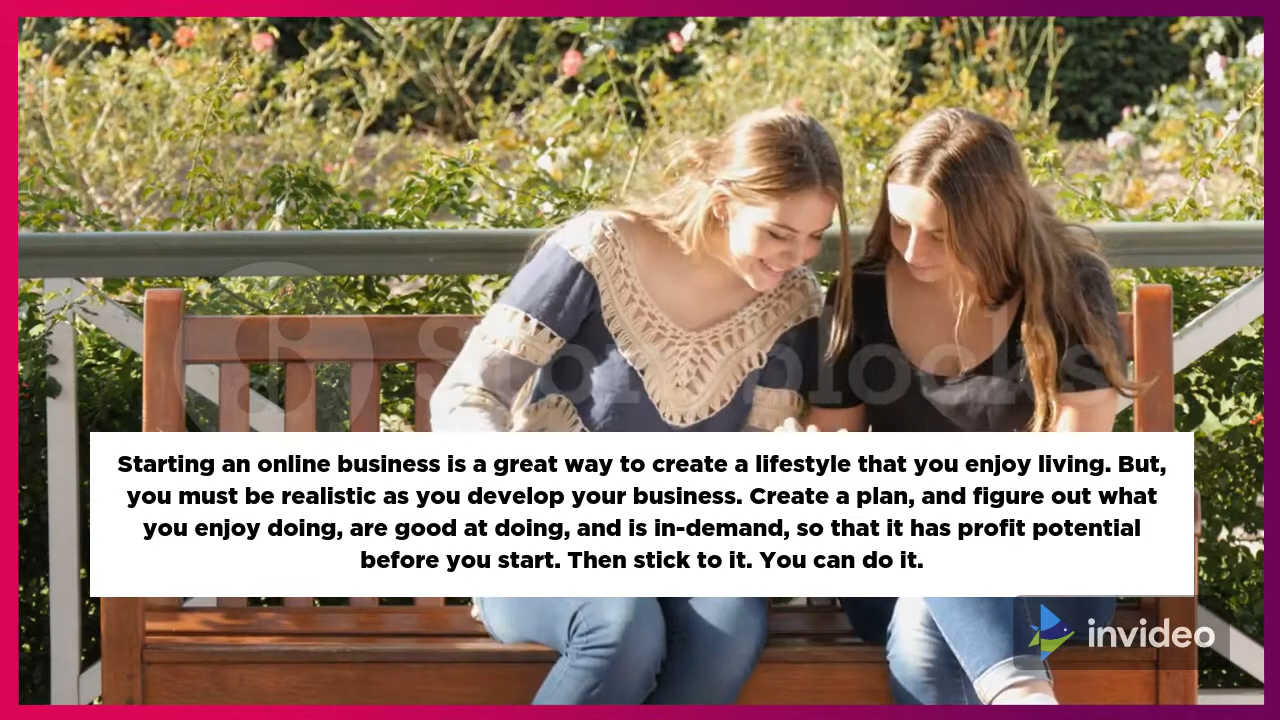 Storyblocks
Starting an online business is a great way to create a lifestyle that you enjoy living. But,
you must be realistic as you develop your business. Create a plan, and figure out what
you enjoy doing, are good at doing, and is in-demand, so that it has profit potential
before you start. Then stick to it. You can do it.
invideo